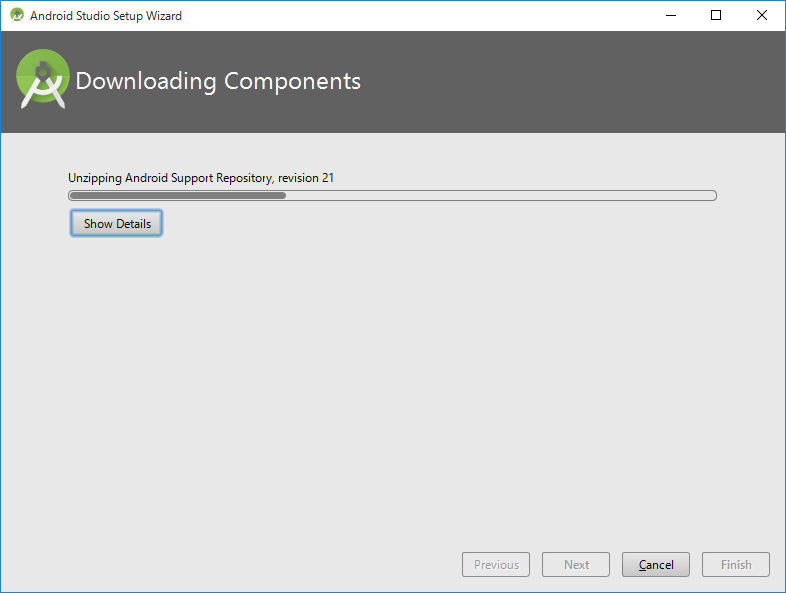 Android Studio Setup Wizard
Downloading Components
Unzipping Android Support Repository, revision 21
Show Details
Previous
Next
Cancel
Finish